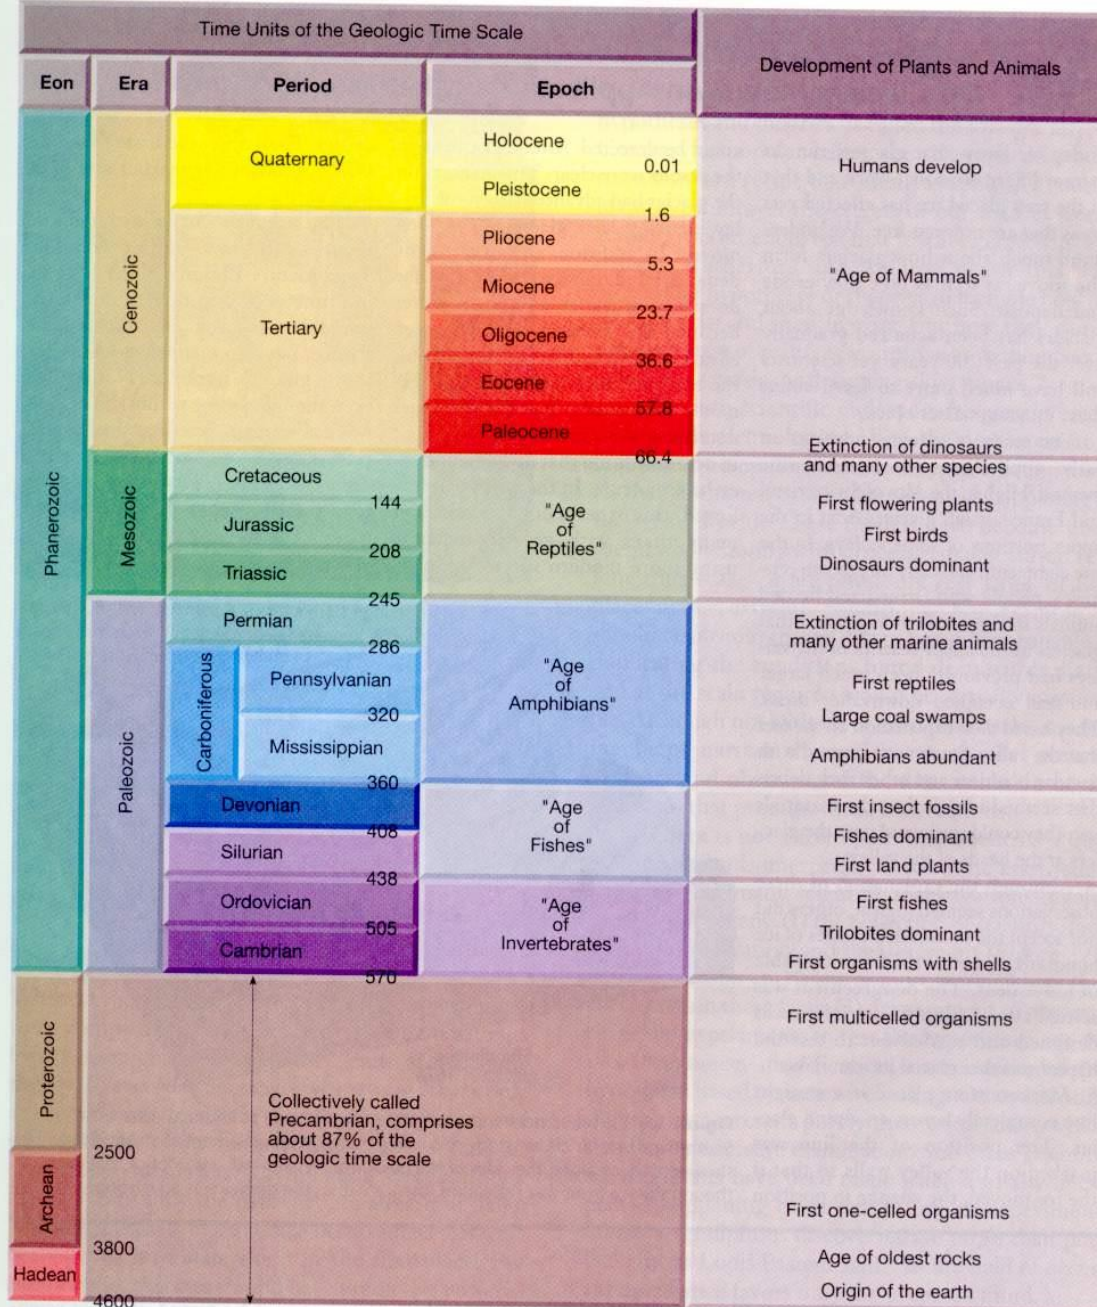 Time Units of the Geologic Time Scale
Development of Plants and Animals
Eon
Era
Period
Epoch
Phanerozoic
Cenozoic
Quaternary
Holocene
0.01
Pleistocene
1.6
Humans develop
Tertiary
Pliocene
5.3
Miocene
23.7
Oligocene
36.6
Eocene
57.8
Paleocene
66.4
"Age of Mammals"
Extinction of dinosaurs
and many other species
Mesozoic
Cretaceous
144
Jurassic
208
Triassic
245
"Age
of
Reptiles"
First flowering plants
First birds
Dinosaurs dominant
Paleozoic
Permian
286
Carboniferous
Pennsylvanian
320
Mississippian
360
"Age
of
Amphibians"
Extinction of trilobites and
many other marine animals
First reptiles
Large coal swamps
Amphibians abundant
Devonian
408
Silurian
438
"Age
of
Fishes"
First insect fossils
Fishes dominant
First land plants
Ordovician
505
Cambrian
570
"Age
of
Invertebrates"
First fishes
Trilobites dominant
First organisms with shells
Proterozoic
2500
Archean
3800
Hadean
4600
Collectively called
Precambrian, comprises
about 87% of the
geologic time scale
First multicelled organisms
First one-celled organisms
Age of oldest rocks
Origin of the earth